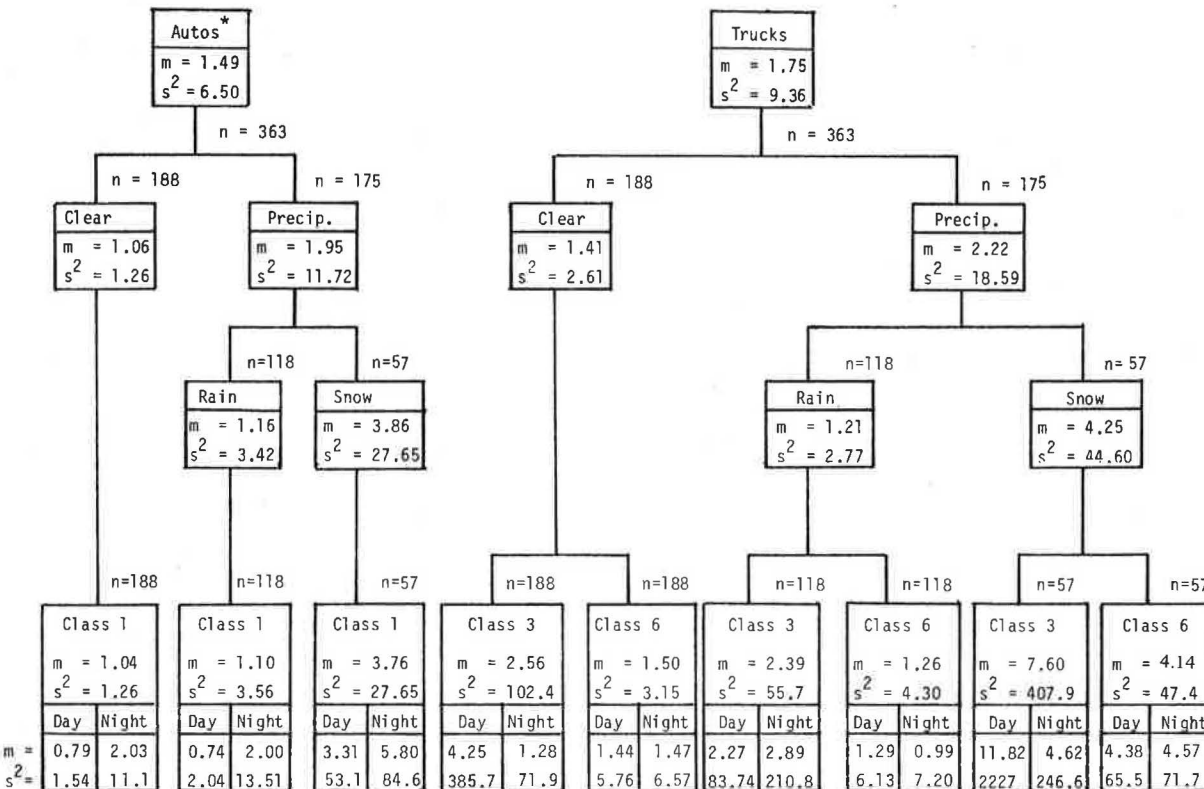 Autos* Trucks
m = 1.49 m = 1.75
s² = 6.50 s² = 9.36
n = 363 n = 363
n = 188 n = 175 n = 188 n = 175
Clear Precip. Clear Precip.
m = 1.06 m = 1.95 m = 1.41 m = 2.22
s² = 1.26 s² = 11.72 s² = 2.61 s² = 18.59
n=118 n=57 n=118 n=57
Rain Snow Rain Snow
m = 1.16 m = 3.86 m = 1.21 m = 4.25
s² = 3.42 s² = 27.65 s² = 2.77 s² = 44.60
n=188 n=118 n=57 n=188 n=188 n=118 n=118 n=57 n=57
Class 1 Class 1 Class 1 Class 3 Class 6 Class 3 Class 6 Class 3 Class 6
m = 1.04 m = 1.10 m = 3.76 m = 2.56 m = 1.50 m = 2.39 m = 1.26 m = 7.60 m = 4.14
s² = 1.26 s² = 3.56 s² = 27.65 s² = 102.4 s² = 3.15 s² = 55.7 s² = 4.30 s² = 407.9 s² = 47.4
Day Night Day Night Day Night Day Night Day Night Day Night Day Night Day Night Day Night
m = 0.79 2.03 0.74 2.00 3.31 5.80 4.25 1.28 1.44 1.47 2.27 2.89 1.29 0.99 11.82 4.62 4.38 4.57
s²= 1.54 11.1 2.04 13.51 53.1 84.6 385.7 71.9 5.76 6.57 83.74 210.8 6.13 7.20 2227 246.6 65.5 71.7